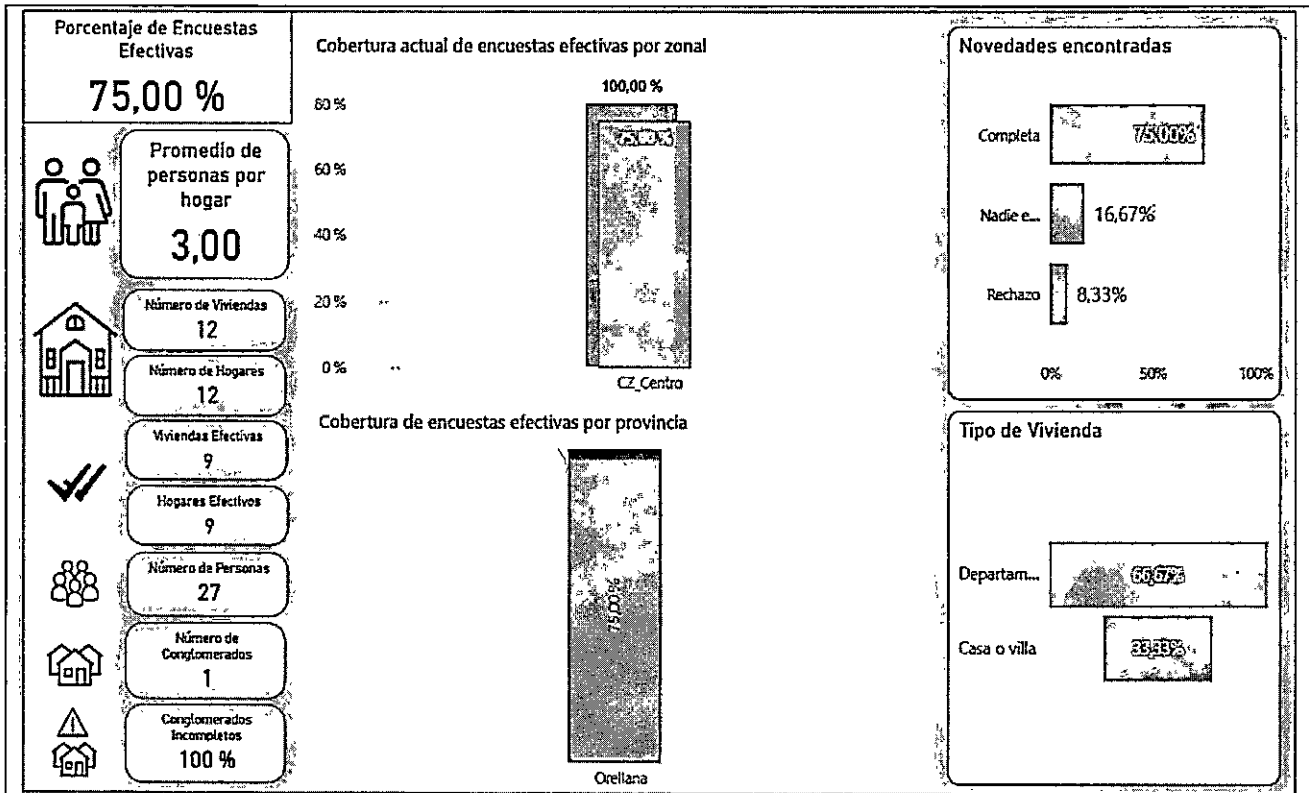 Porcentaje de Encuestas
Efectivas
75,00 %
Promedio de
personas por
hogar
3,00
Número de Viviendas
12
Número de Hogares
12
Viviendas Efectivas
9
Hogares Efectivos
9
Número de Personas
27
Número de
Conglomerados
1
Conglomerados
Incompletos
100 %
Cobertura actual de encuestas efectivas por zonal
100,00 %
80 %
75,00 %
60 %
40 %
20 %
0 %
CZ_Centro
Cobertura de encuestas efectivas por provincia
75,00%
Orellana
Novedades encontradas
Completa
75,00%
Nadie e...
16,67%
Rechazo
8,33%
0%
50%
100%
Tipo de Vivienda
Departam...
66,67%
Casa o villa
33,33%